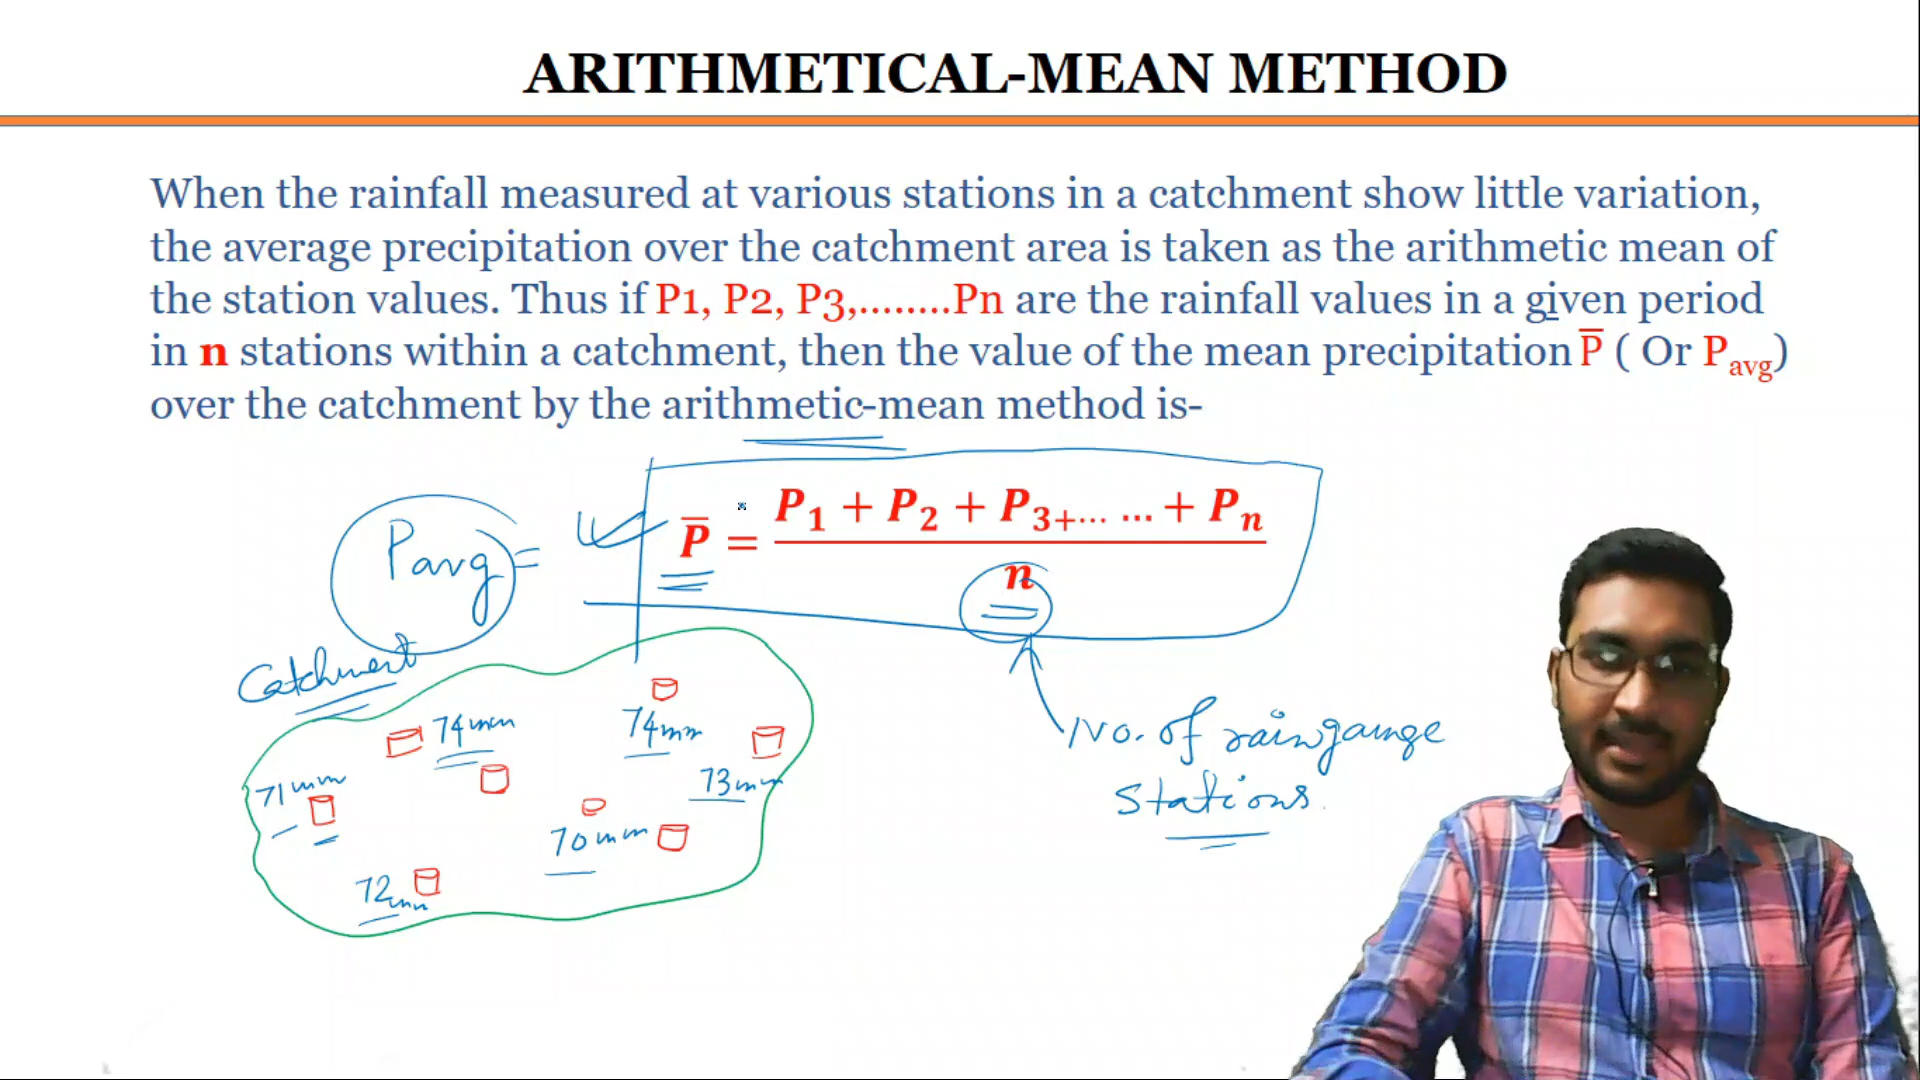 ARITHMETICAL-MEAN METHOD
When the rainfall measured at various stations in a catchment show little variation,
the average precipitation over the catchment area is taken as the arithmetic mean of
the station values. Thus if P1, P2, P3,........Pn are the rainfall values in a given period
in n stations within a catchment, then the value of the mean precipitation P̅ ( Or Pavg)
over the catchment by the arithmetic-mean method is-
Pavg =
P̅ = (P₁ + P₂ + P₃₊... ... + Pₙ) / n
Catchment
74mm
74mm
71mm
73mm
70mm
72mm
No. of raingauge
stations.